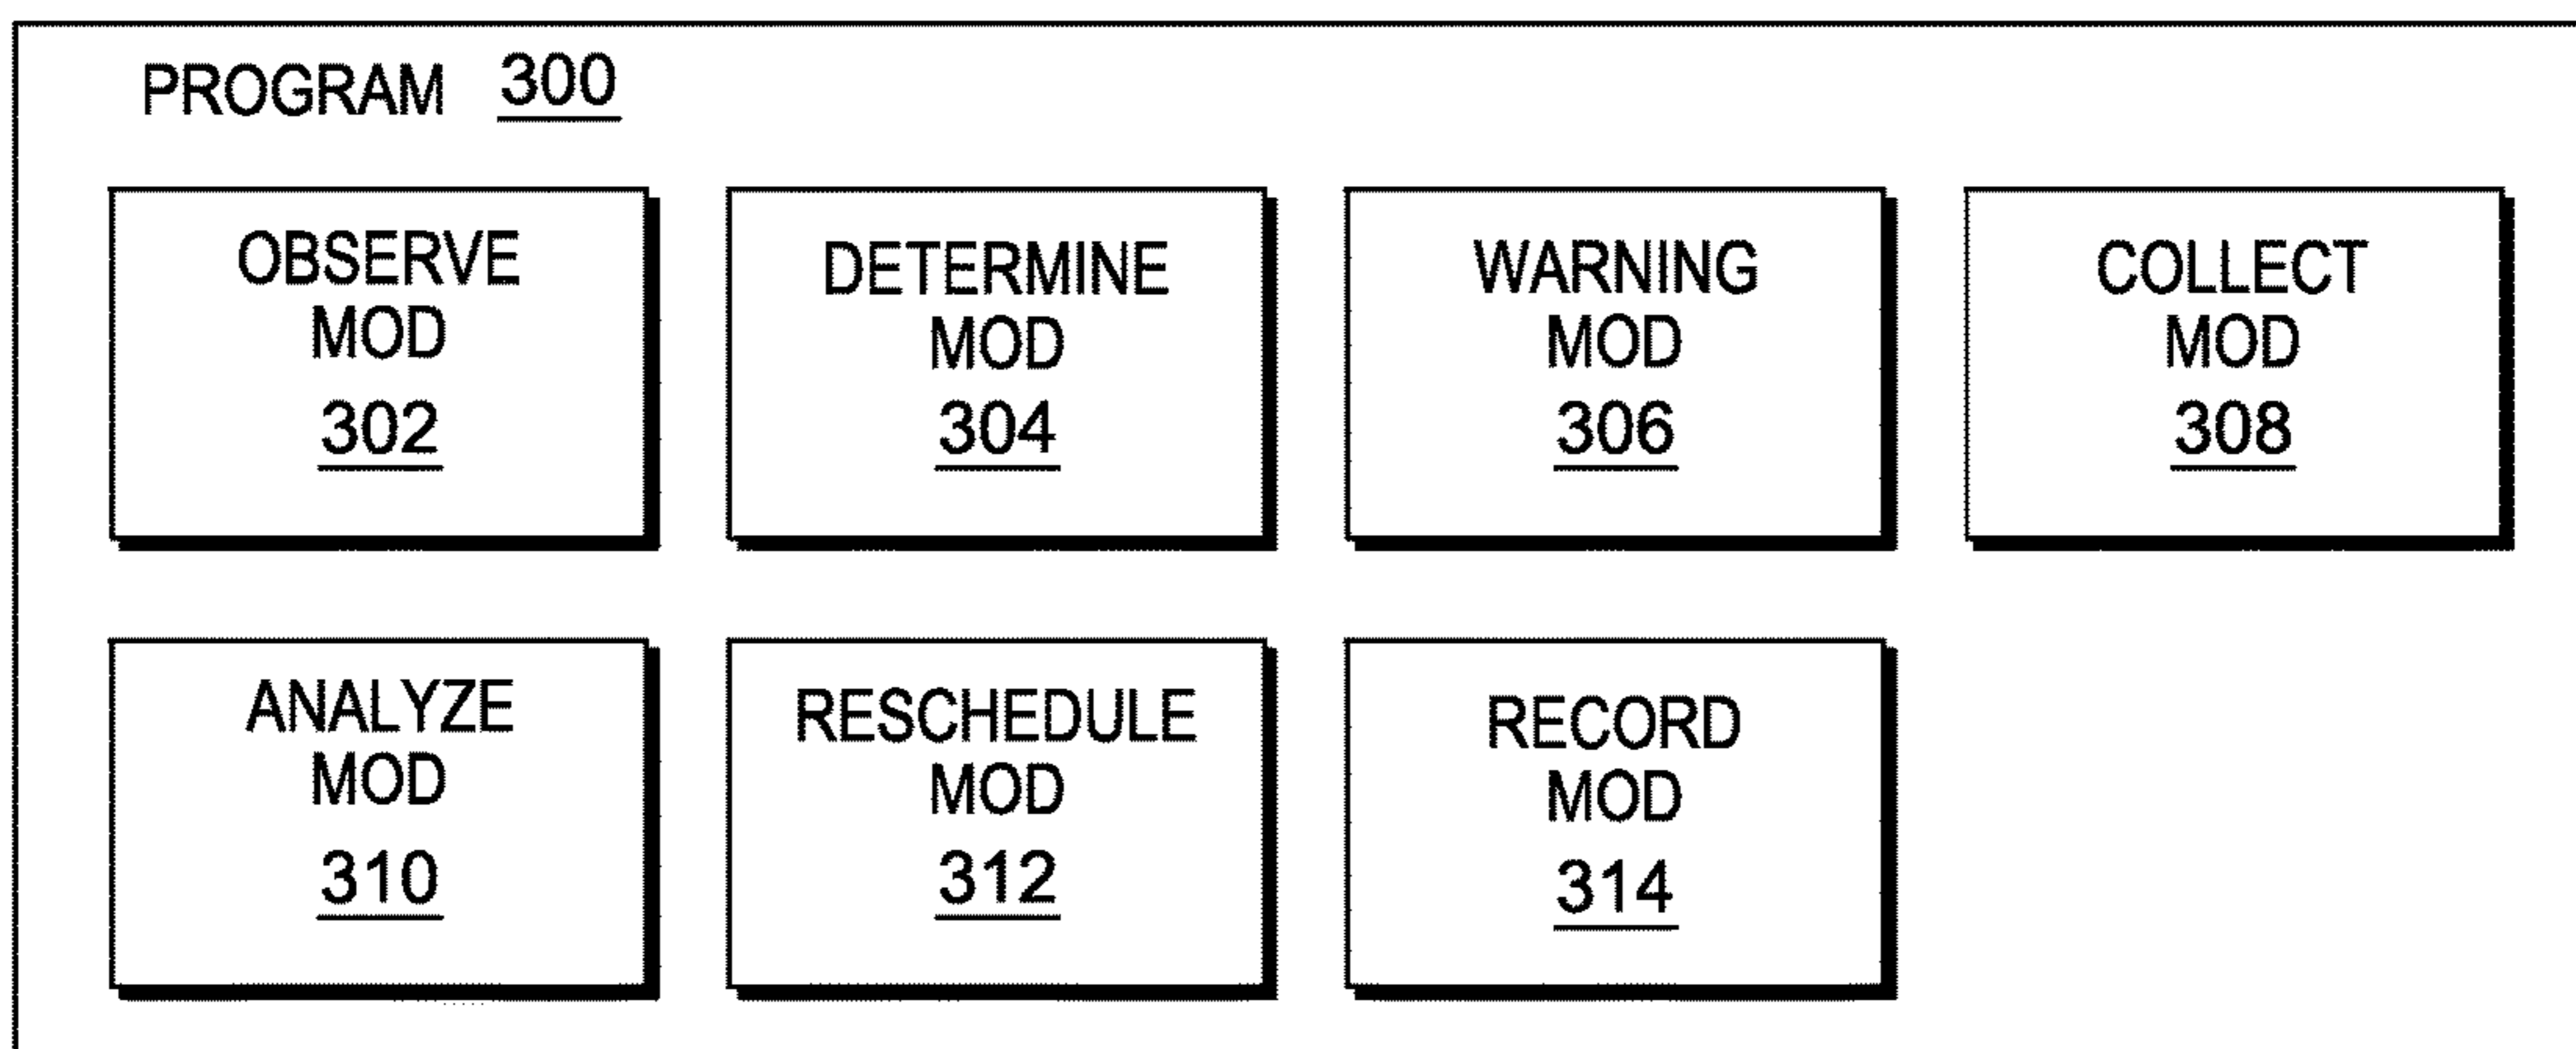 PROGRAM 300
OBSERVE
MOD
302
DETERMINE
MOD
304
WARNING
MOD
306
COLLECT
MOD
308
ANALYZE
MOD
310
RESCHEDULE
MOD
312
RECORD
MOD
314